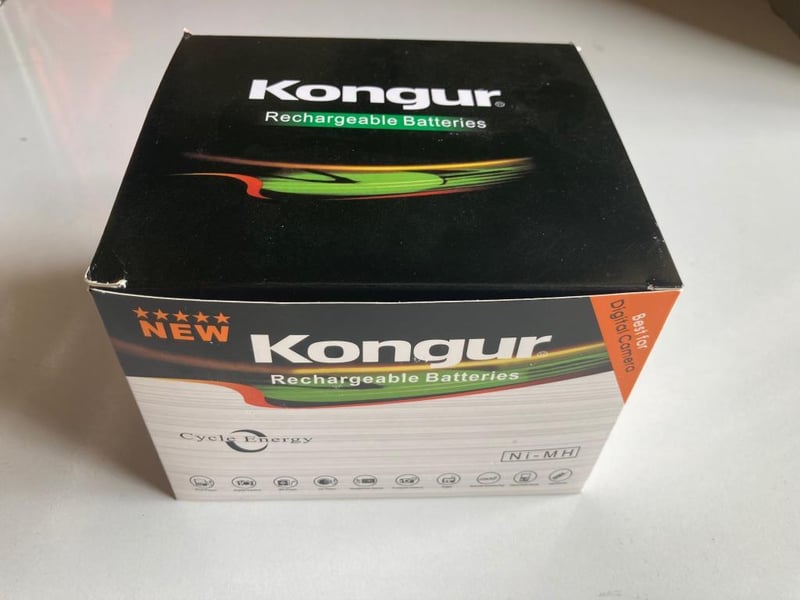 Kongur®
Rechargeable Batteries
★★★★★
NEW
Kongur®
Rechargeable Batteries
Best for
Digital Camera
Cycle Energy
Ni-MH